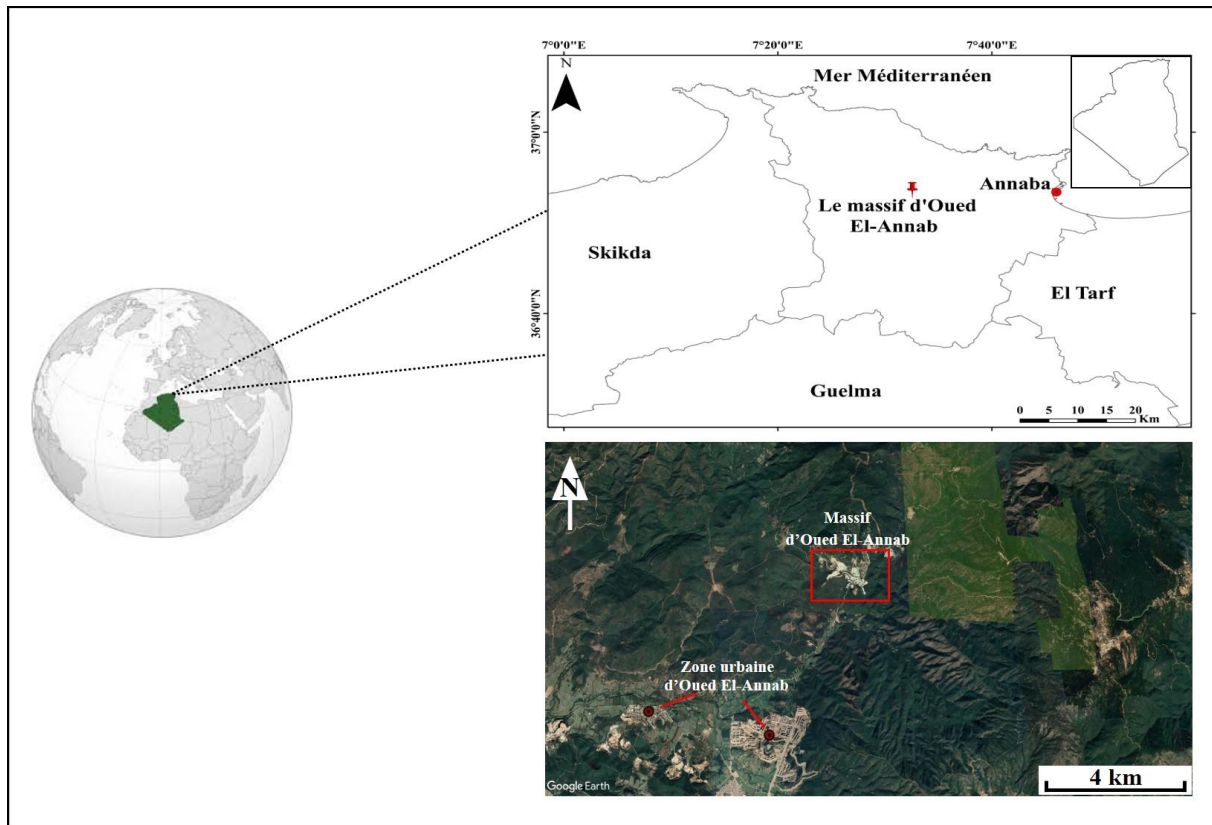 7°0'0"E
7°20'0"E
7°40'0"E
N
Mer Méditerranéen
37°0'0"N
Annaba
Le massif d'Oued
El-Annab
Skikda
El Tarf
36°40'0"N
Guelma
0 5 10 15 20
Km
N
Massif
d'Oued El-Annab
Zone urbaine
d'Oued El-Annab
Google Earth
4 km